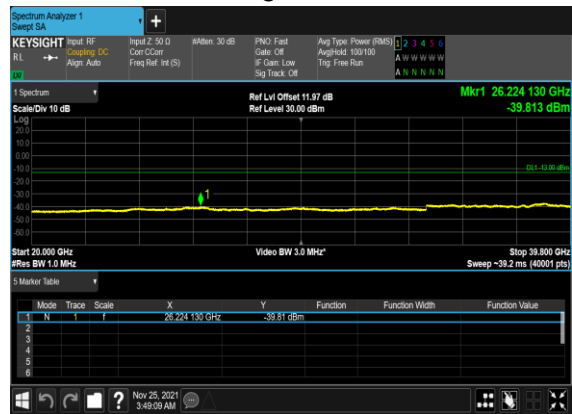 Spectrum Analyzer 1
Swept SA
+
KEYSIGHT Input: RF Input Z: 50 Ω #Atten: 30 dB PNO: Fast Avg Type: Power (RMS) 1 2 3 4 5 6
RL Coupling: DC Corr CCorr Gate: Off Avg|Hold: 100/100 A W W W W W
Align: Auto Freq Ref: Int (S) IF Gain: Low Trig: Free Run
Sig Track: Off A N N N N N
LXI
1 Spectrum Ref Lvl Offset 11.97 dB Mkr1 26.224 130 GHz
Scale/Div 10 dB Ref Level 30.00 dBm -39.813 dBm
Log
20.0
10.0
0.00
-10.0
DL1 -13.00 dBm
-20.0
-30.0
1
-40.0
-50.0
-60.0
Start 20.000 GHz Video BW 3.0 MHz* Stop 39.800 GHz
#Res BW 1.0 MHz Sweep ~39.2 ms (40001 pts)
5 Marker Table
Mode Trace Scale X Y Function Function Width Function Value
1 N 1 f 26.224 130 GHz -39.81 dBm
2
3
4
5
6
? Nov 25, 2021
3:49:09 AM